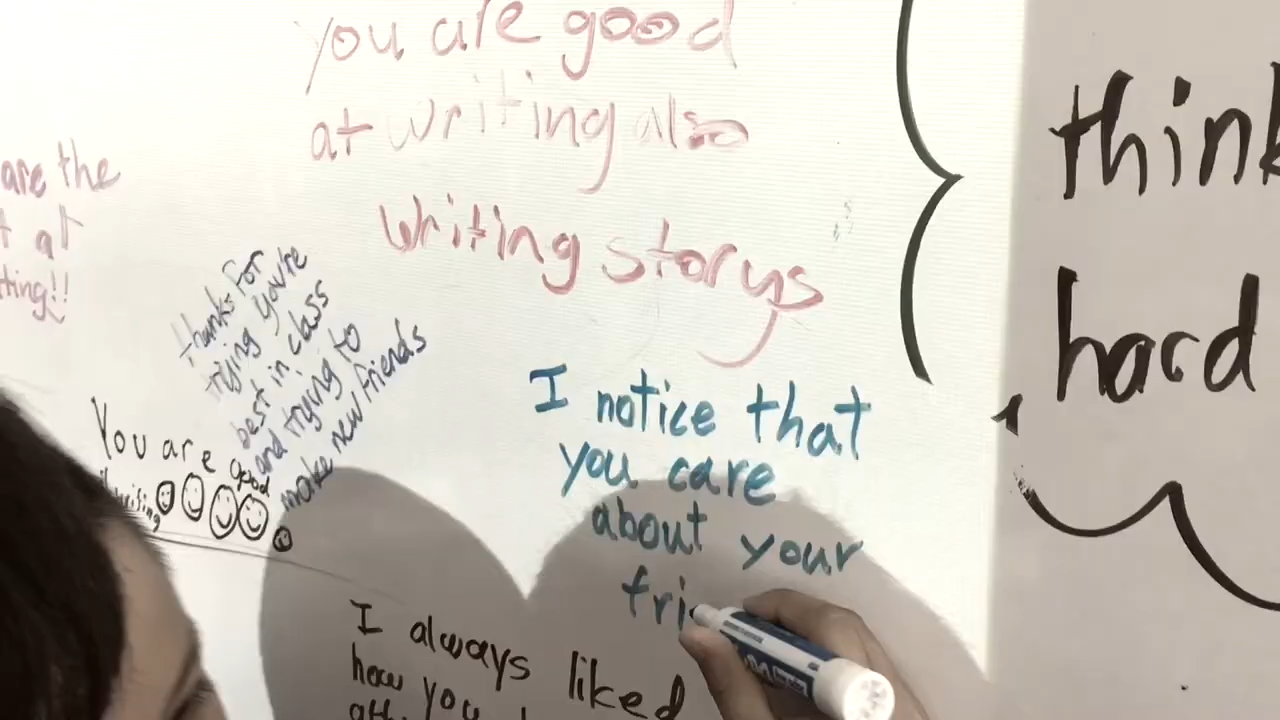 you are good
at writing also
writing storys
are the
at
thanks for
trying you're
best in class
and trying to
make new friends
You are good
I notice that
you care
about your
fri
I always liked
how you
think
hard